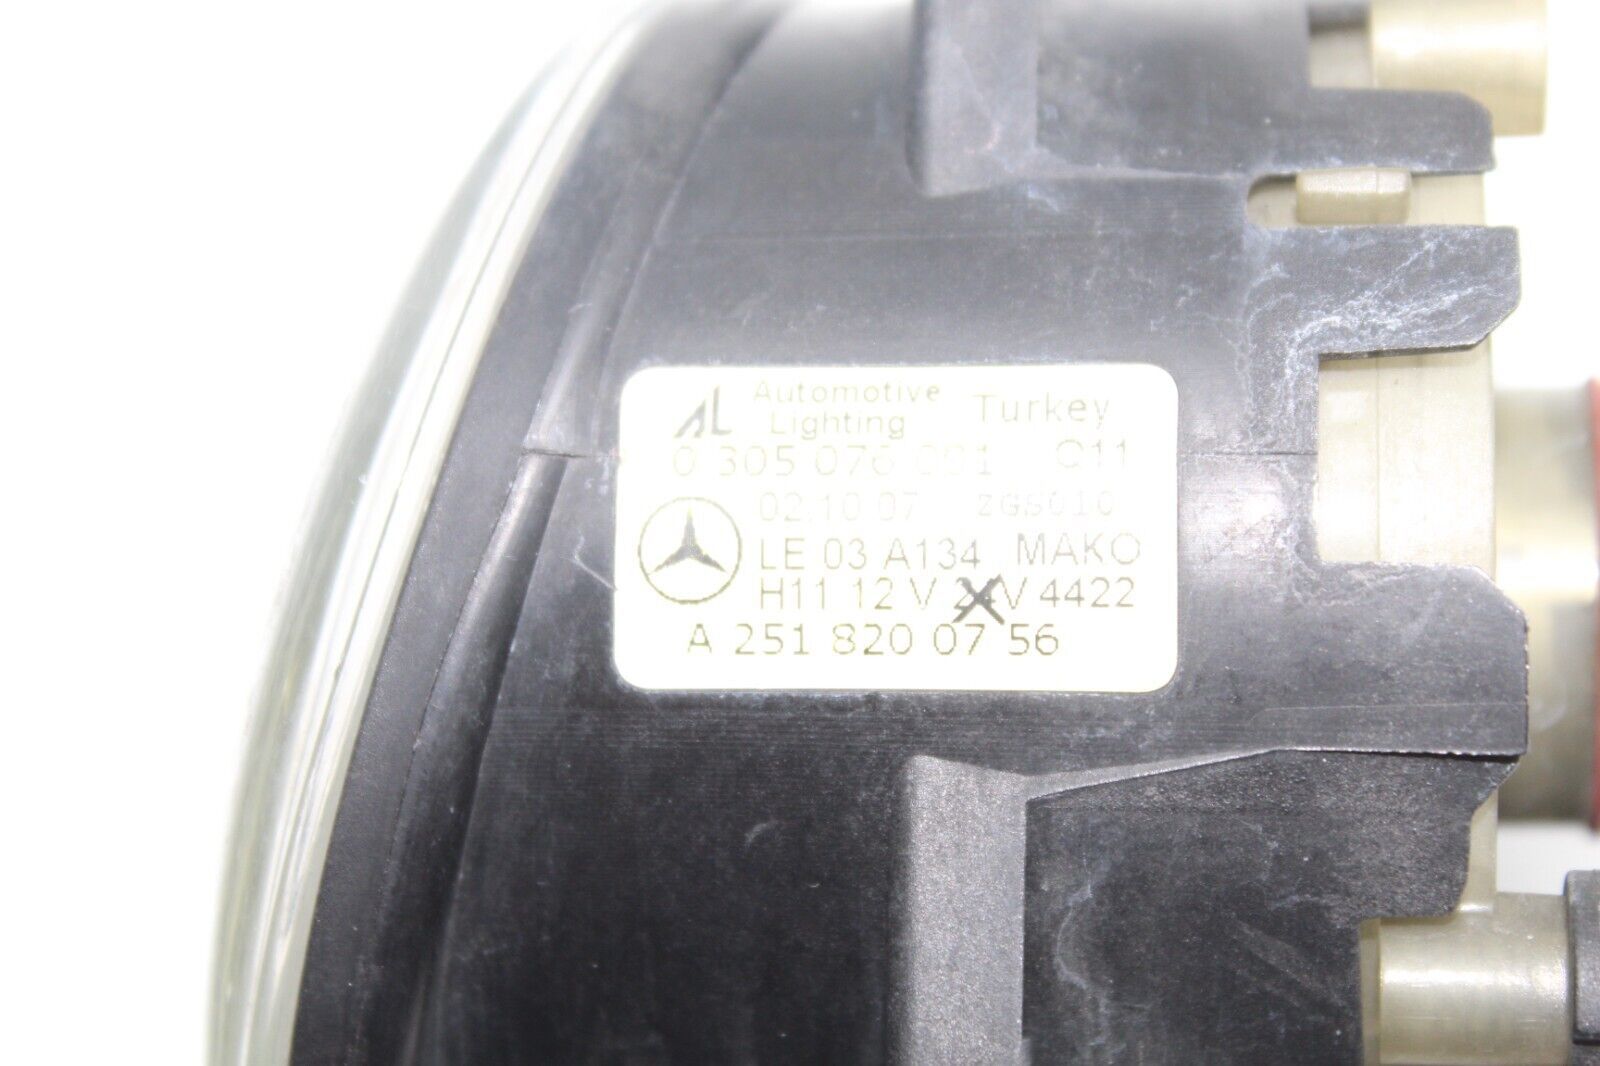 AL Automotive Lighting Turkey
0 305 076 001 C11
02.10.07 ZGS010
LE 03 A134 MAKO
H11 12 V 24V 4422
A 251 820 07 56